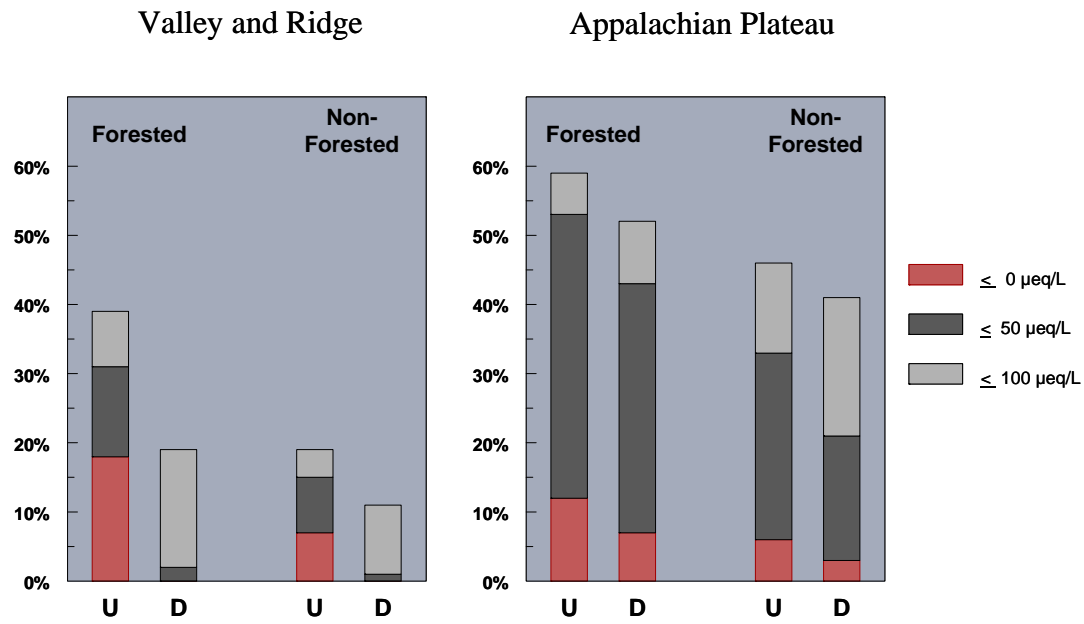 Valley and Ridge
Appalachian Plateau
Forested
Non-
Forested
60%
50%
40%
30%
20%
10%
0%
U
D
U
D
Forested
Non-
Forested
60%
50%
40%
30%
20%
10%
0%
U
D
U
D
≤ 0 µeq/L
≤ 50 µeq/L
≤ 100 µeq/L